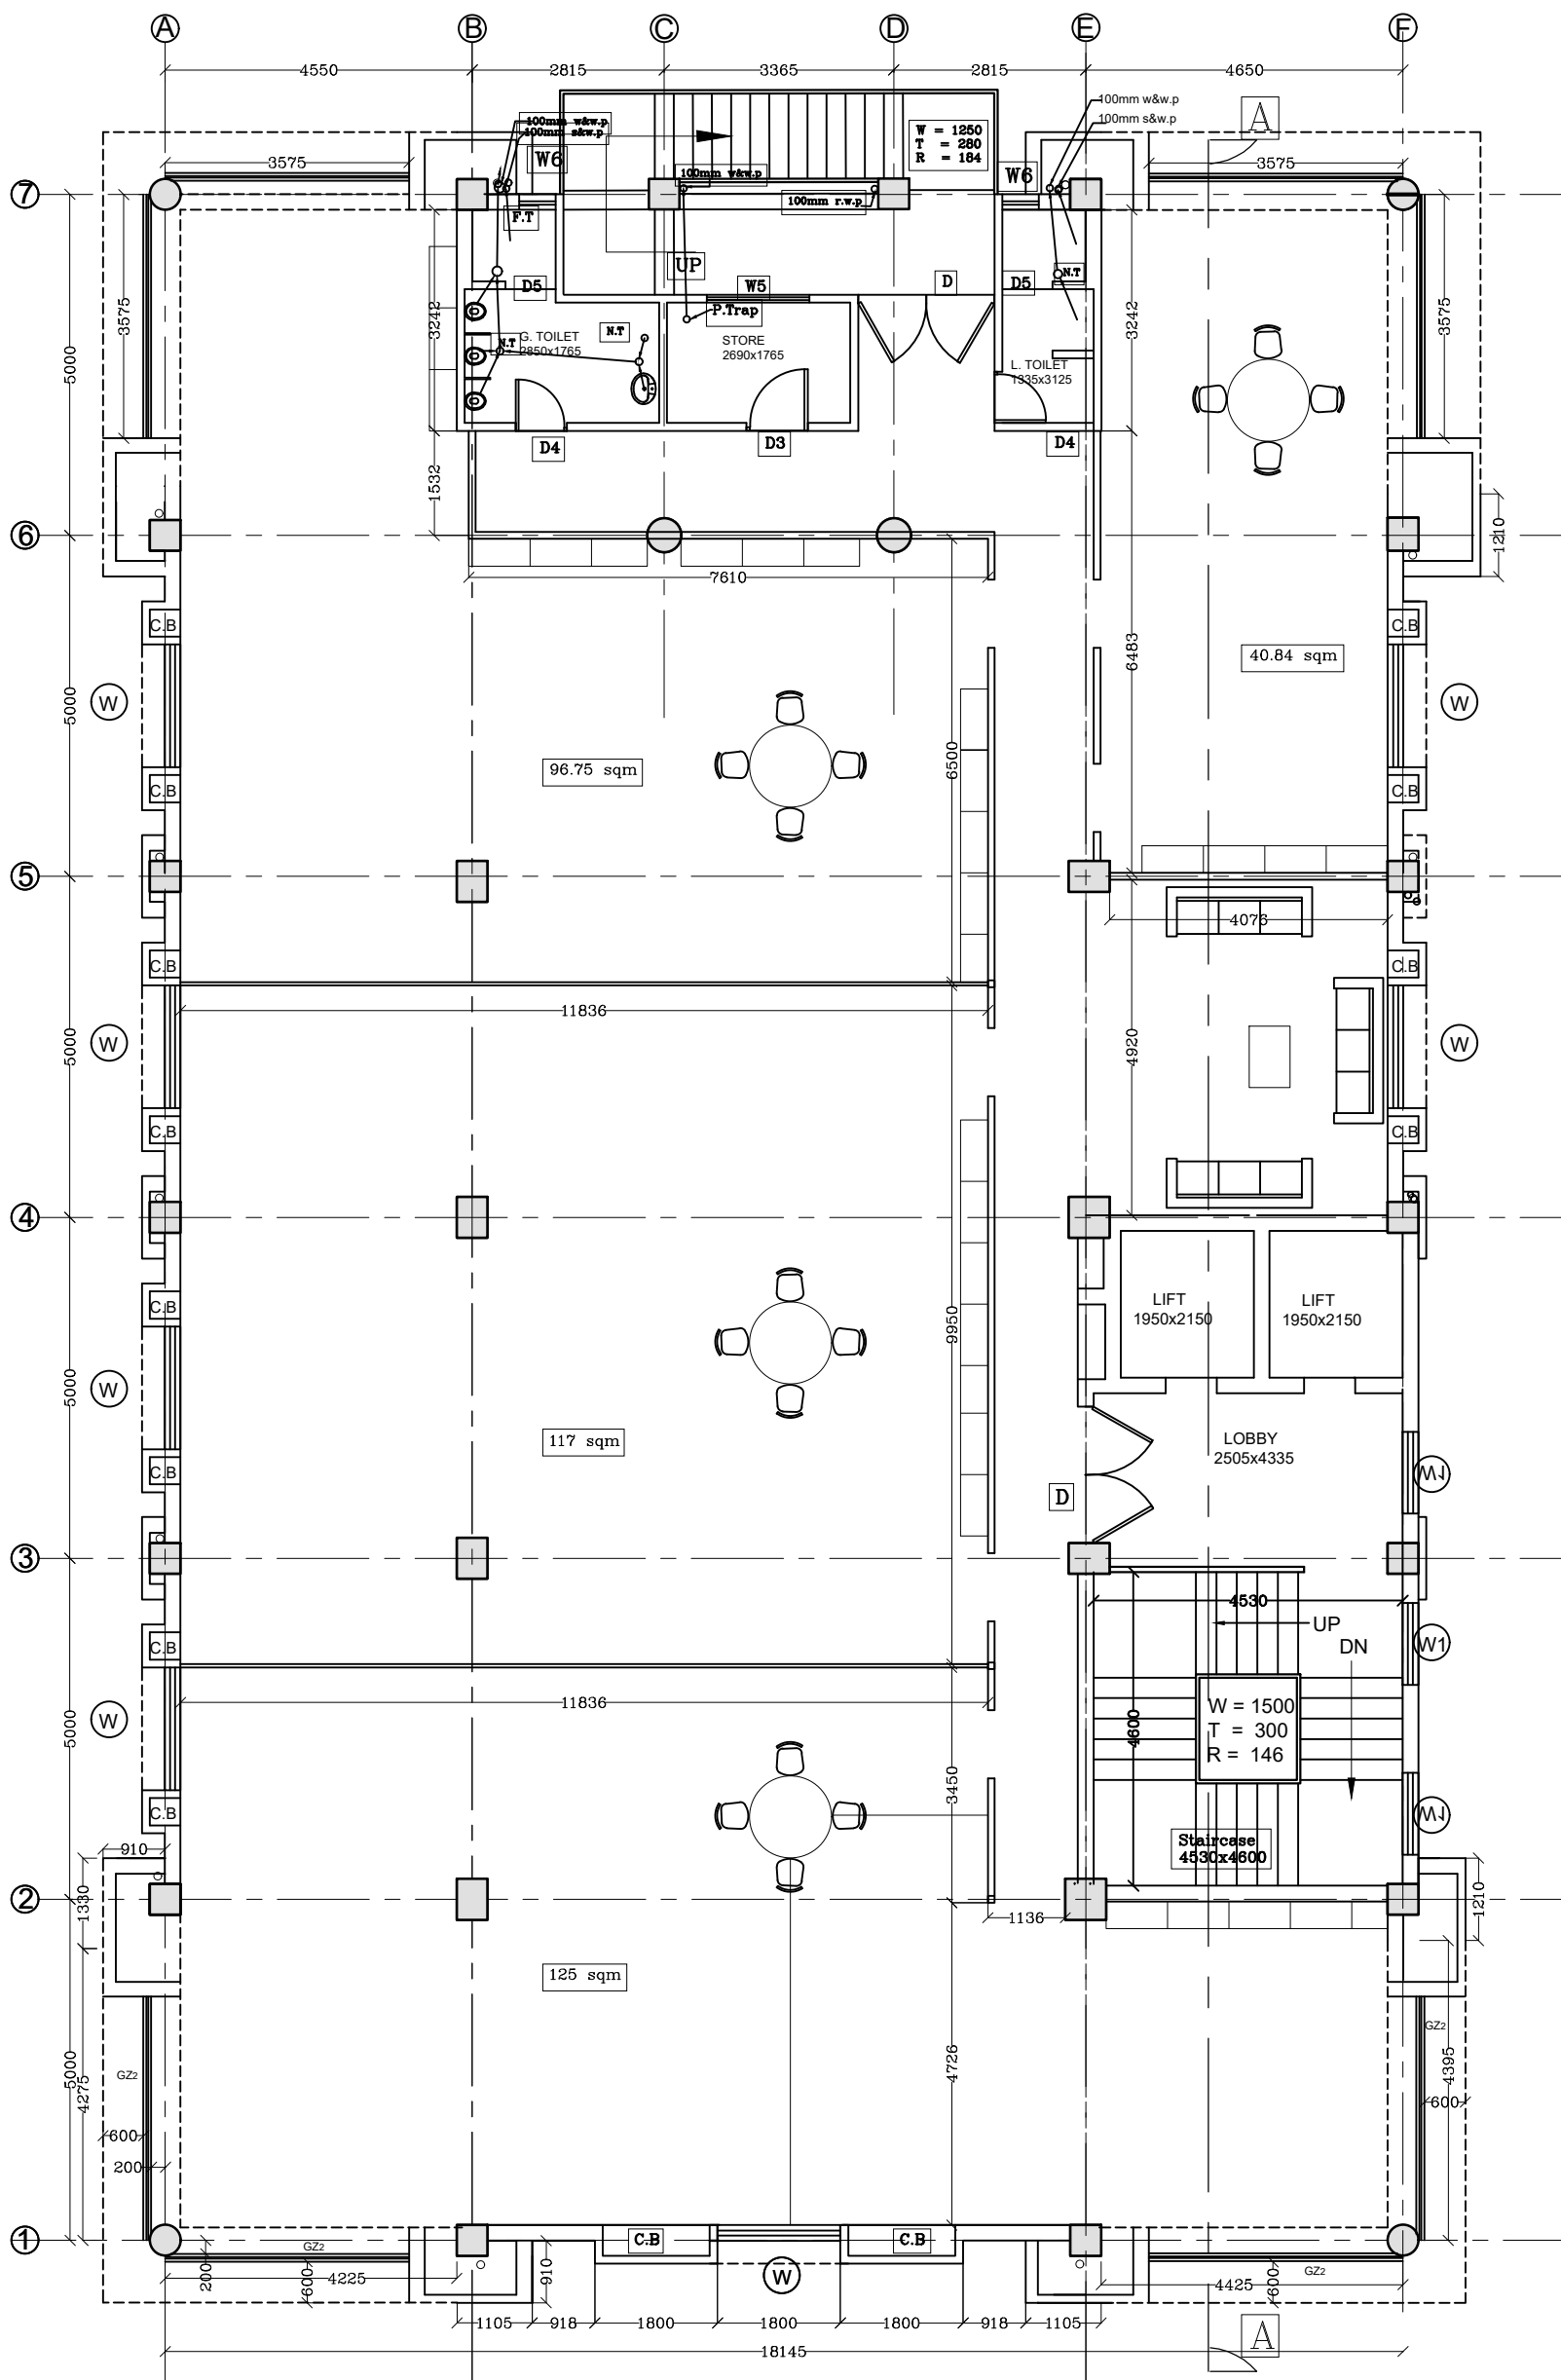 A B C D E F
4550 2815 3365 2815 4650
100mm w&w.p
100mm s&w.p
A
100mm w&w.p
100mm s&w.p
W = 1250
T = 280
R = 184
W6
W6
3575
3575
100mm w&w.p
100mm r.w.p
7
F.T
UP
N.T
D5
W5
D
D5
P.Trap
3575
5000
3242
G. TOILET
2850x1765
N.T
N.T
STORE
2690x1765
L. TOILET
1335x3125
3242
3575
D4
D3
D4
1532
1210
6
7610
C.B
C.B
6483
40.84 sqm
5000
W
W
6500
96.75 sqm
C.B
C.B
5
4076
C.B
C.B
11836
5000
W
W
4920
C.B
C.B
4
LIFT
1950x2150
LIFT
1950x2150
C.B
9950
5000
W
117 sqm
LOBBY
2505x4335
C.B
W1
D
3
4530
UP
DN
C.B
W1
11836
5000
W
W = 1500
T = 300
R = 146
4600
3450
C.B
W1
Staircase
4530x4600
910
1330
2
1210
1136
125 sqm
GZ2
GZ2
5000
4275
4726
4395
600
600
200
1
GZ2
C.B
C.B
200
600
4225
910
W
GZ2
600
4425
1105 918 1800 1800 1800 918 1105
A
18145